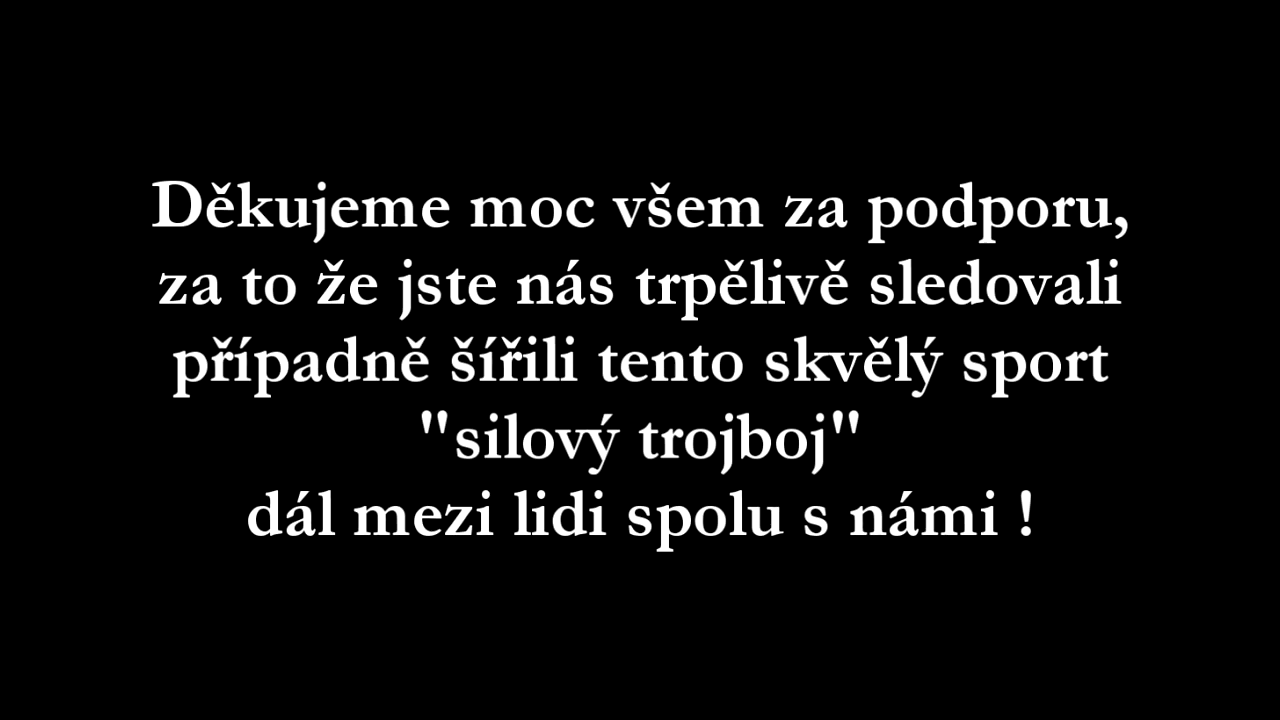 Děkujeme moc všem za podporu,
za to že jste nás trpělivě sledovali
případně šířili tento skvělý sport
"silový trojboj"
dál mezi lidi spolu s námi !